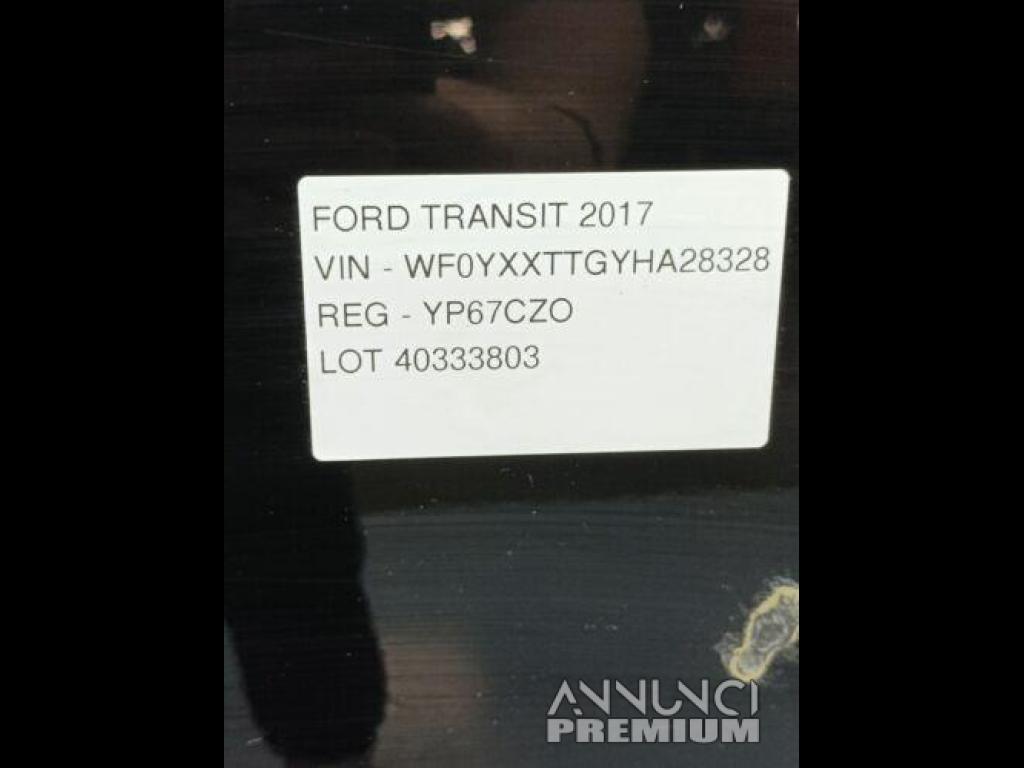 FORD TRANSIT 2017
VIN - WF0YXXTTGYHA28328
REG - YP67CZO
LOT 40333803
ANNUNCI
PREMIUM